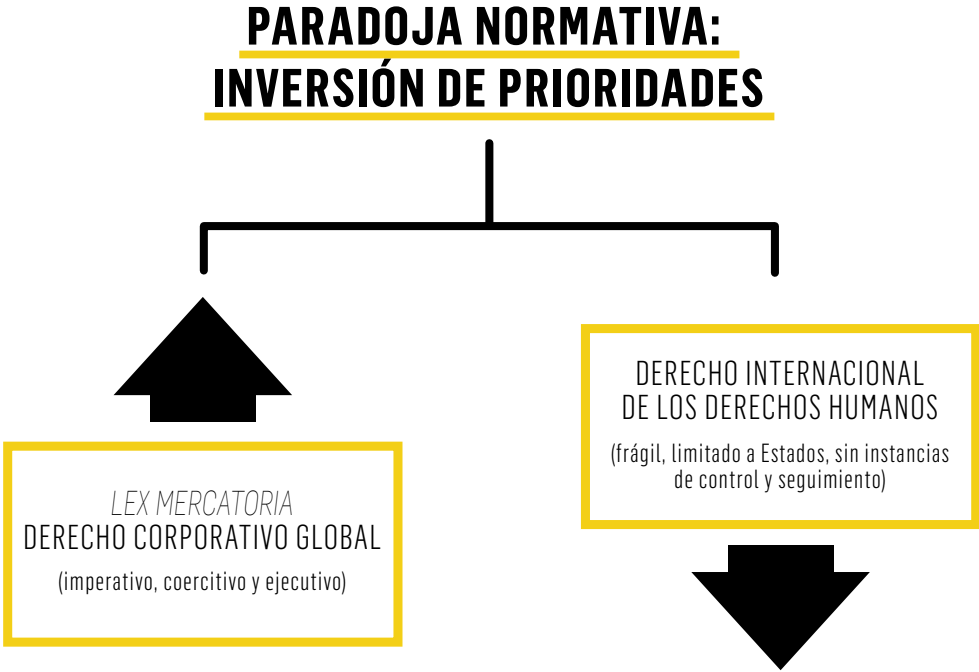 PARADOJA NORMATIVA:
INVERSIÓN DE PRIORIDADES
LEX MERCATORIA
DERECHO CORPORATIVO GLOBAL
(imperativo, coercitivo y ejecutivo)
DERECHO INTERNACIONAL
DE LOS DERECHOS HUMANOS
(frágil, limitado a Estados, sin instancias
de control y seguimiento)